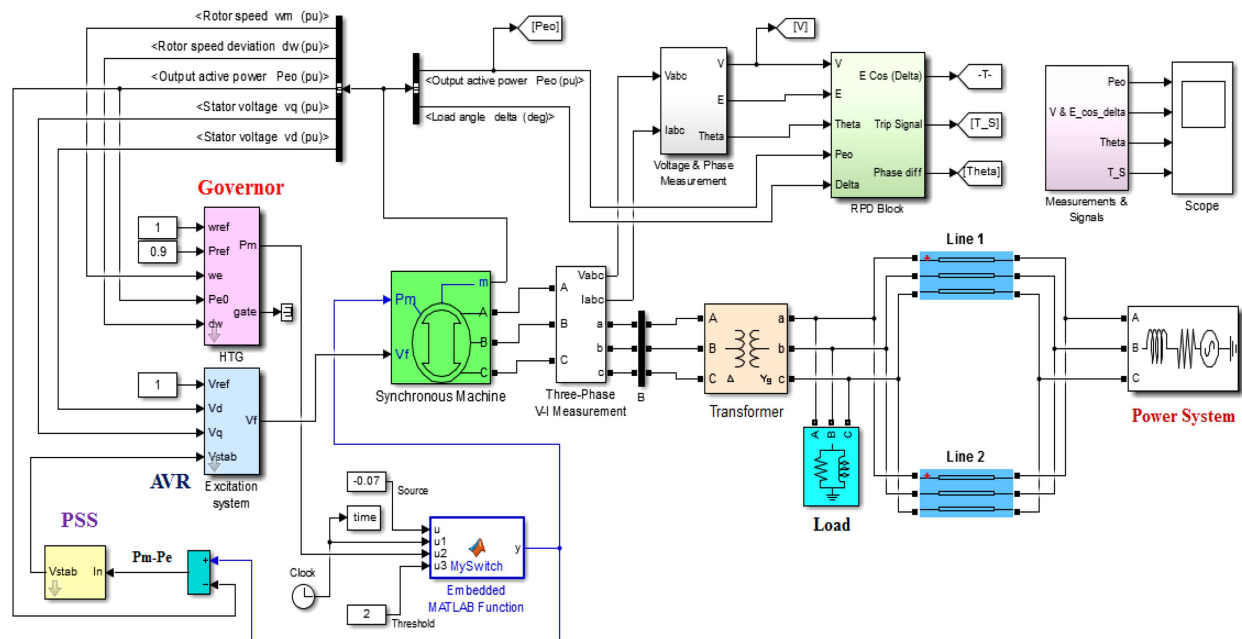 <Rotor speed wm (pu)>
<Rotor speed deviation dw (pu)>
<Output active power Peo (pu)>
<Stator voltage vq (pu)>
<Stator voltage vd (pu)>
[Peo]
<Output active power Peo (pu)>
<Load angle delta (deg)>
[V]
Vabc
Iabc
V
E
Theta
Voltage & Phase
Measurement
V
E
Theta
Peo
Delta
E Cos (Delta)
Trip Signal
Phase diff
RPD Block
-T-
[T_S]
[Theta]
Peo
V & E_cos_delta
Theta
T_S
Measurements &
Signals
Scope
Governor
1
0.9
wref
Pref
we
Pe0
dw
Pm
gate
HTG
1
Vref
Vd
Vq
Vstab
Vf
Excitation
system
AVR
Pm
Vf
m
A
B
C
Synchronous Machine
A
B
C
Vabc
Iabc
a
b
c
Three-Phase
V-I Measurement
B
A
B
C
a
b
c
Δ
Yg
Transformer
A
B
C
Load
Line 1
Line 2
A
B
C
Power System
PSS
Vstab
In
Pm-Pe
+
−
-0.07
Source
time
Clock
2
Threshold
u
u1
u2
u3
y
MySwitch
Embedded
MATLAB Function